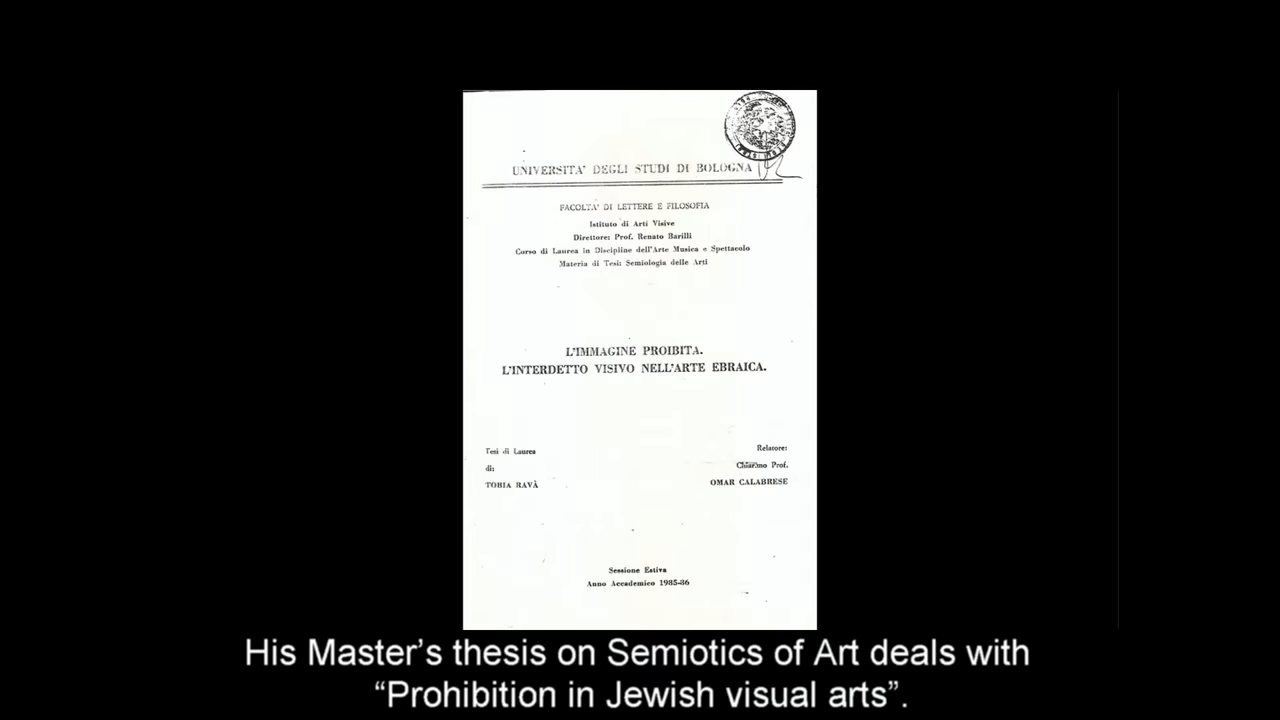 UNIVERSITA' DEGLI STUDI DI BOLOGNA
FACOLTA' DI LETTERE E FILOSOFIA
Istituto di Arti Visive
Direttore: Prof. Renato Barilli
Corso di Laurea in Discipline dell'Arte Musica e Spettacolo
Materia di Tesi: Semiologia delle Arti
L'IMMAGINE PROIBITA.
L'INTERDETTO VISIVO NELL'ARTE EBRAICA.
Tesi di Laurea
di:
TOBIA RAVÀ
Relatore:
Chiar.mo Prof.
OMAR CALABRESE
Sessione Estiva
Anno Accademico 1985-86
His Master's thesis on Semiotics of Art deals with
“Prohibition in Jewish visual arts”.